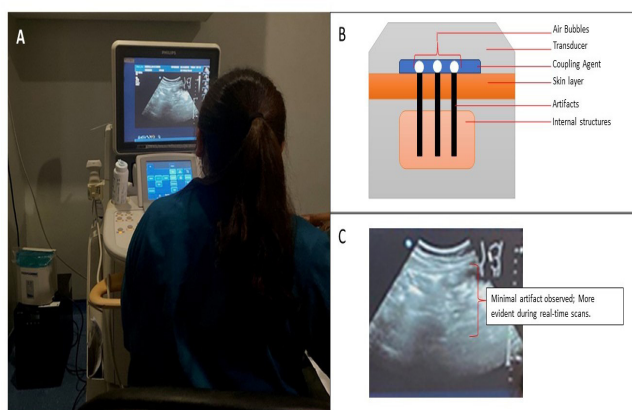 A
PHILIPS
B
Air Bubbles
Transducer
Coupling Agent
Skin layer
Artifacts
Internal structures
C
Minimal artifact observed; More
evident during real-time scans.